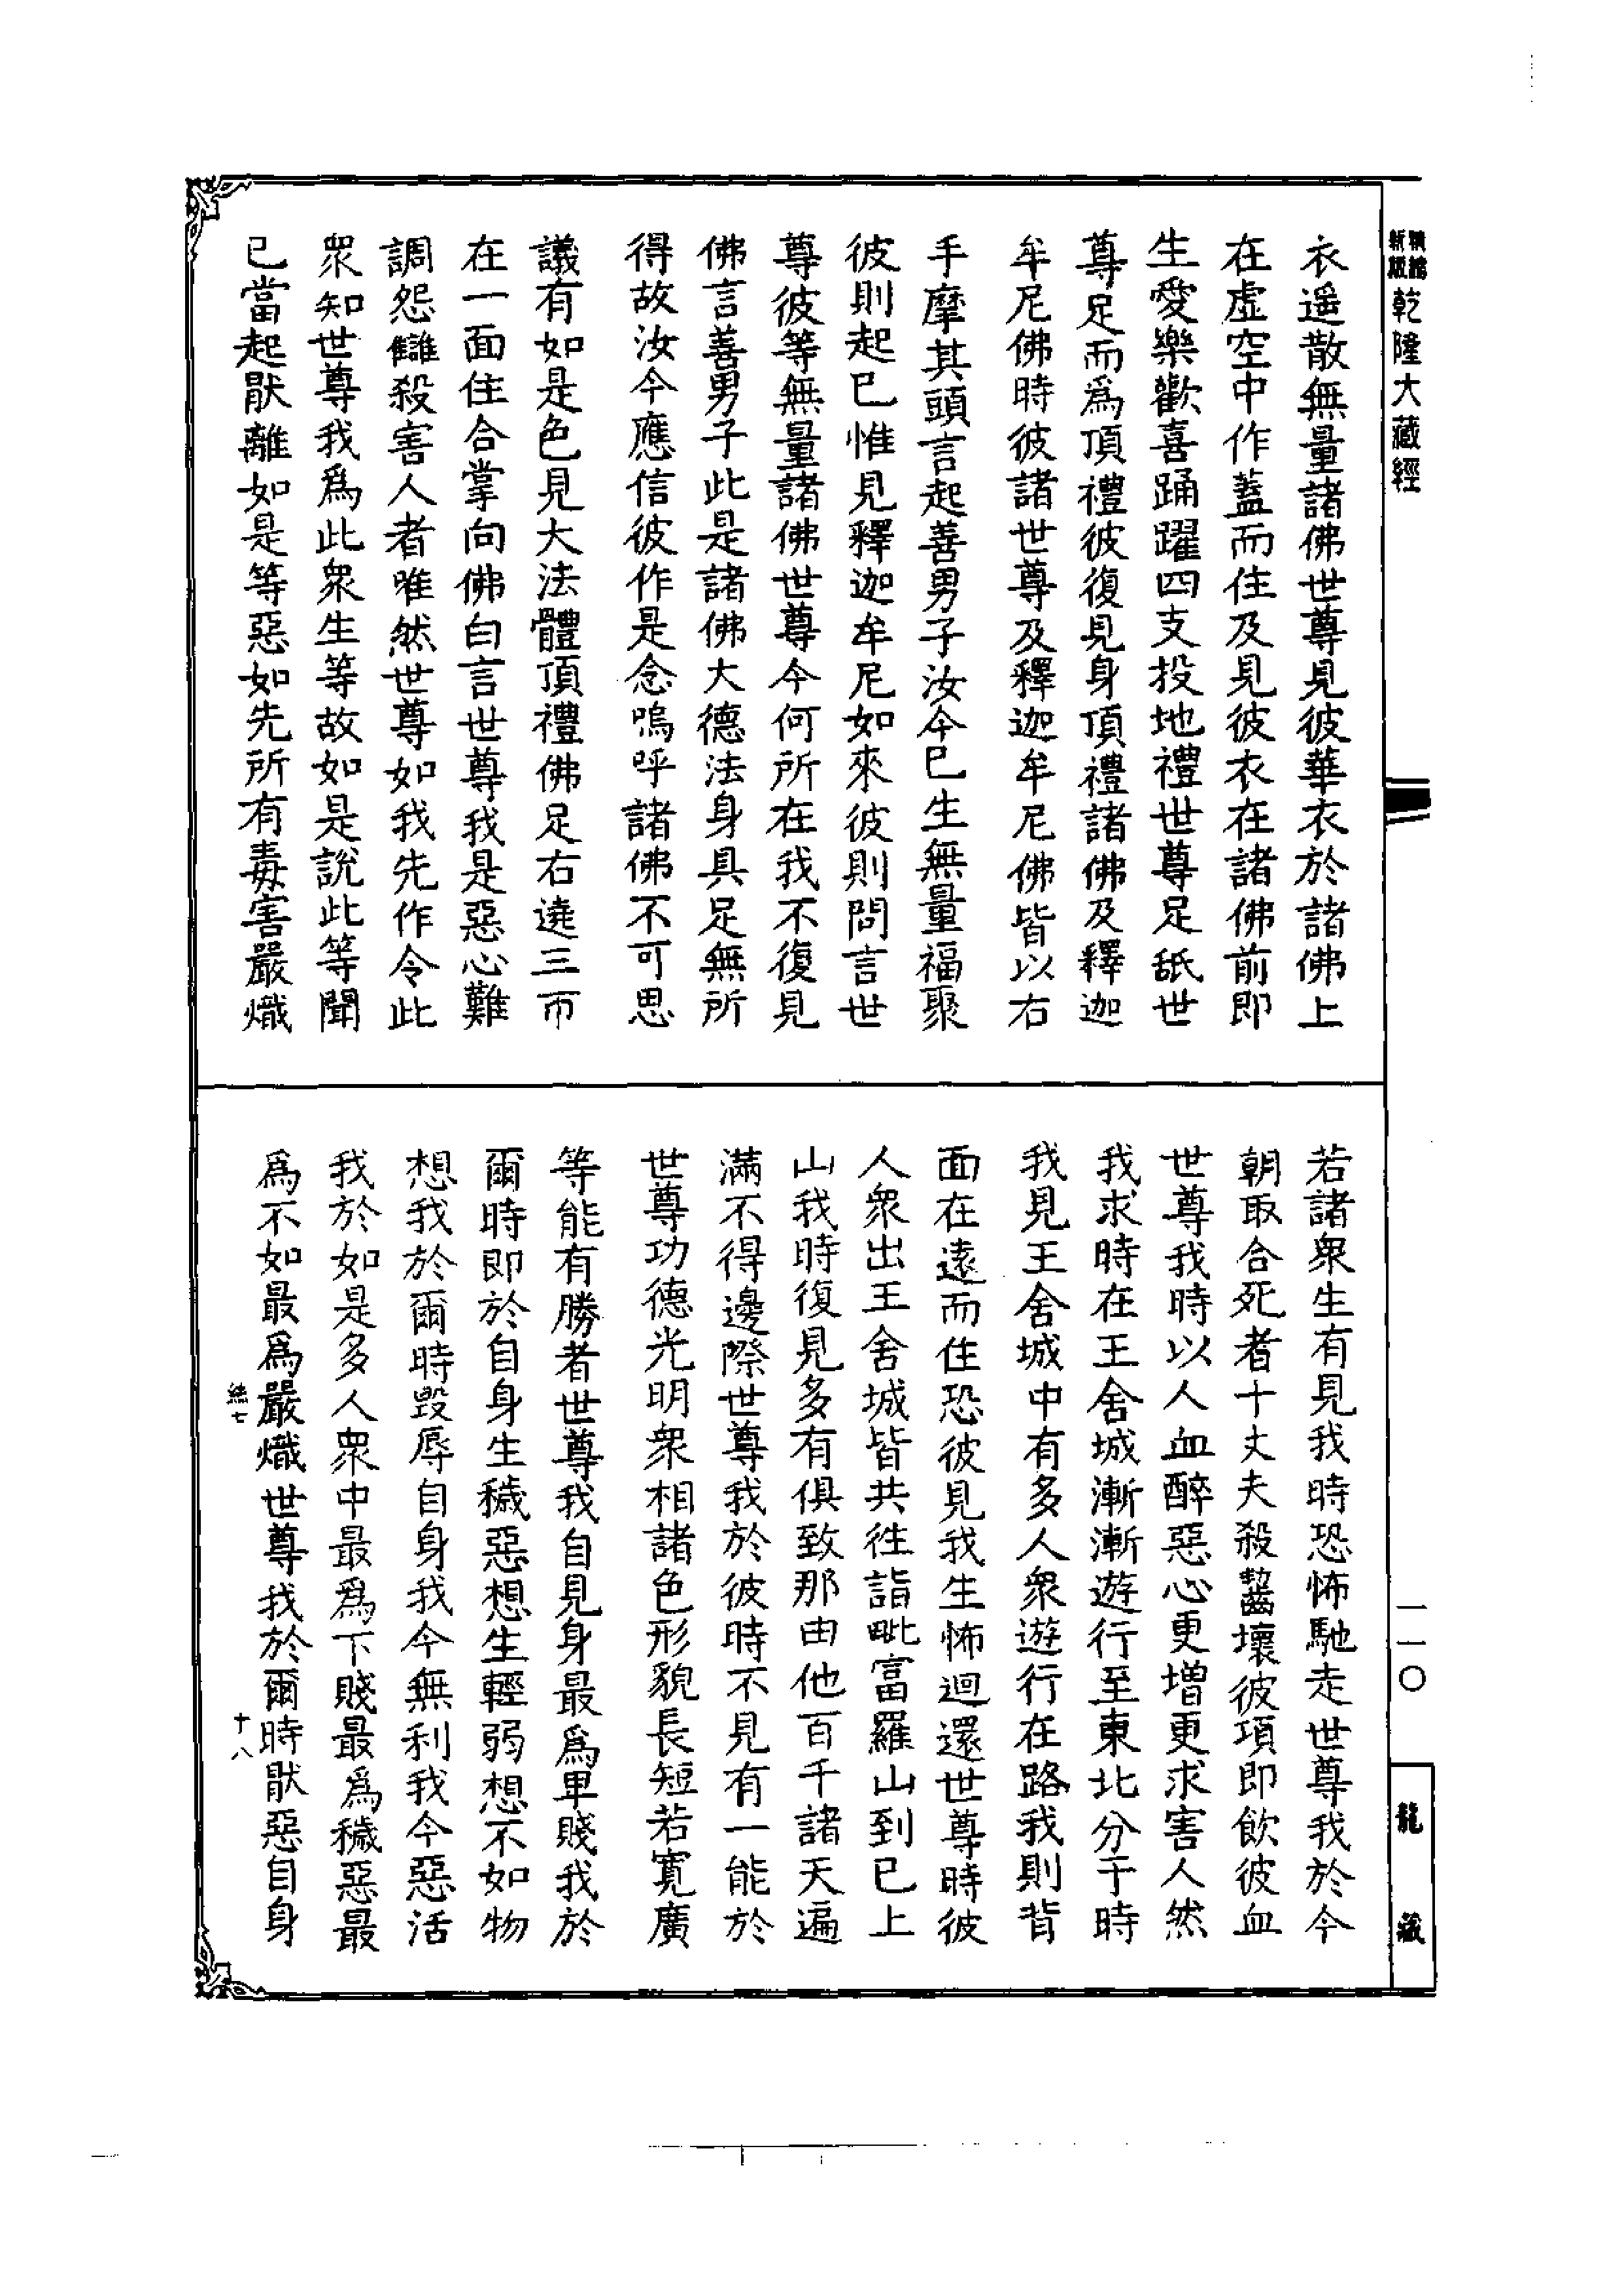 乾隆大藏經
衣遥散無量諸佛世尊見彼華衣於諸佛上
在虚空中作蓋而住及見彼衣在諸佛前即
生愛樂歡喜踊躍四支投地禮世尊足舐世
尊足而爲頂禮彼復見身頂禮諸佛及釋迦
牟尼佛時彼諸世尊及釋迦牟尼佛皆以右
手摩其頭言起善男子汝今已生無量福聚
彼則起已惟見釋迦牟尼如來彼則問言世
尊彼等無量諸佛世尊今何所在我不復見
佛言善男子此是諸佛大德法身具足無所
得故汝今應信彼作是念嗚呼諸佛不可思
議有如是色見大法體頂禮佛足右遶三帀
在一面住合掌向佛白言世尊我是惡心難
調怨讎殺害人者唯然世尊如我先作令此
衆知世尊我爲此衆生等故如是說此等聞
已當起猒離如是等惡如先所有毒害嚴熾
若諸衆生有見我時恐怖馳走世尊我於今
朝取合死者十丈夫殺齧壞彼項即飲彼血
世尊我時以人血醉惡心更增更求害人然
我求時在王舍城漸漸遊行至東北分于時
我見王舍城中有多人衆遊行在路我則背
面在遠而住恐彼見我生怖迴還世尊時彼
人衆出王舍城皆共往詣毗富羅山到已上
山我時復見多有俱致那由他百千諸天遍
滿不得邊際世尊我於彼時不見有一能於
世尊功德光明衆相諸色形貌長短若寬廣
等能有勝者世尊我自見身最爲卑賤我於
爾時即於自身生穢惡想生輕弱想不如物
想我於爾時毀辱自身我今無利我今惡活
我於如是多人衆中最爲下賤最爲穢惡最
爲不如最爲嚴熾世尊我於爾時猒惡自身
十八
一一〇
龍藏